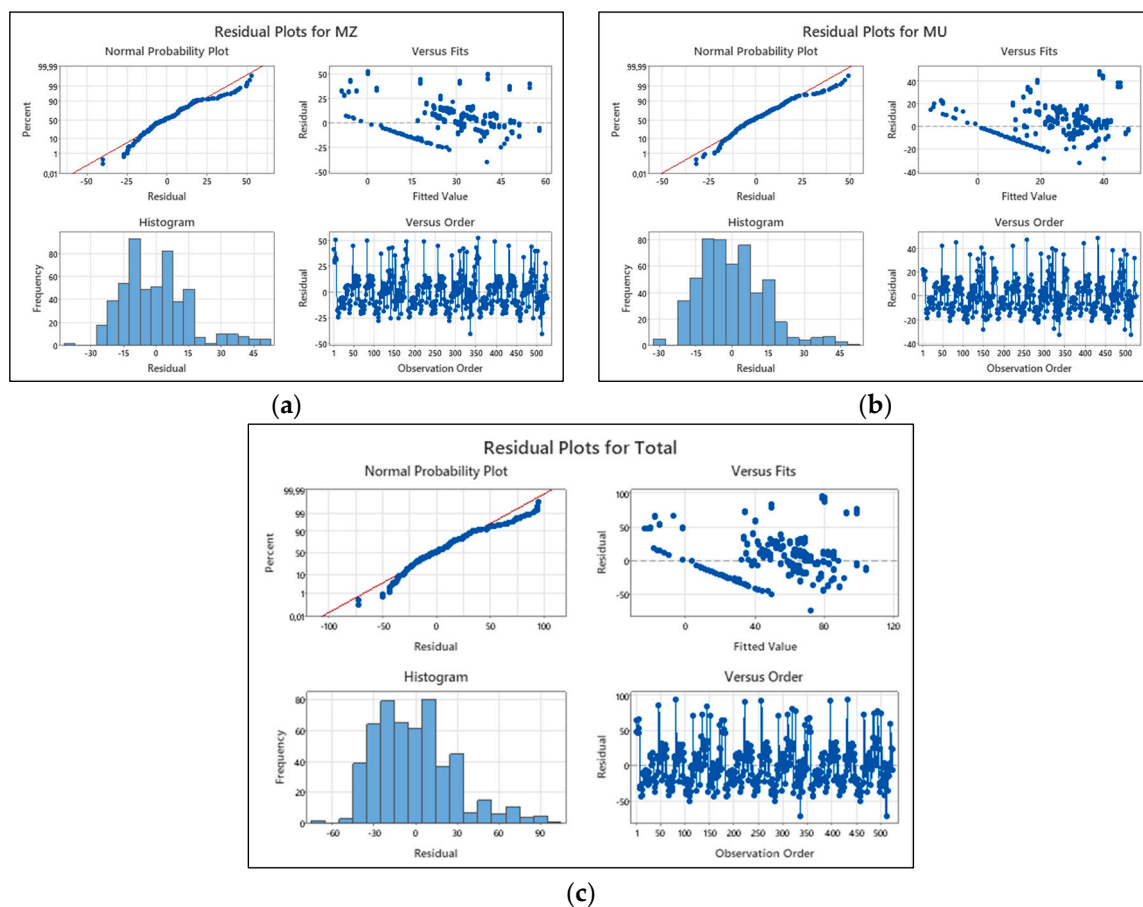 Residual Plots for MZ
Normal Probability Plot
Versus Fits
99,99
99
90
50
10
1
0,01
Percent
-50 -25 0 25 50
Residual
50
25
0
-25
-50
Residual
0 15 30 45 60
Fitted Value
Histogram
Versus Order
80
60
40
20
0
Frequency
-30 -15 0 15 30 45
Residual
50
25
0
-25
-50
Residual
1 50 100 150 200 250 300 350 400 450 500
Observation Order
(a)
Residual Plots for MU
Normal Probability Plot
Versus Fits
99,99
99
90
50
10
1
0,01
Percent
-50 -25 0 25 50
Residual
40
20
0
-20
-40
Residual
0 20 40
Fitted Value
Histogram
Versus Order
80
60
40
20
0
Frequency
-30 -15 0 15 30 45
Residual
40
20
0
-20
-40
Residual
1 50 100 150 200 250 300 350 400 450 500
Observation Order
(b)
Residual Plots for Total
Normal Probability Plot
Versus Fits
99,99
99
90
50
10
1
0,01
Percent
-100 -50 0 50 100
Residual
100
50
0
-50
Residual
0 40 80 120
Fitted Value
Histogram
Versus Order
80
60
40
20
0
Frequency
-60 -30 0 30 60 90
Residual
100
50
0
-50
Residual
1 50 100 150 200 250 300 350 400 450 500
Observation Order
(c)